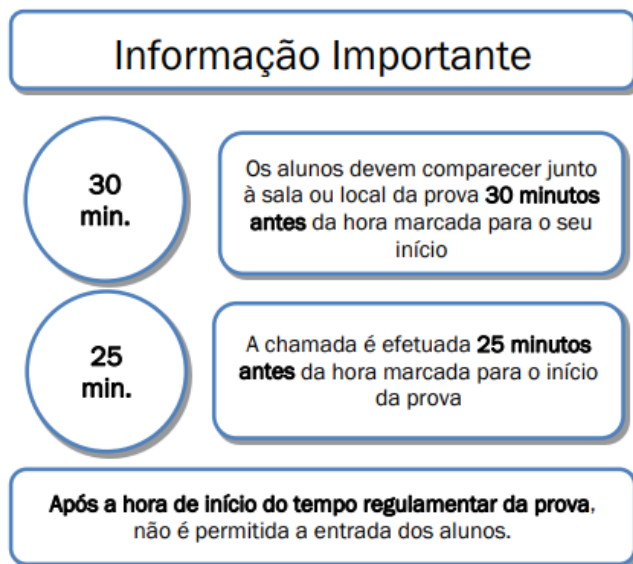 Informação Importante
30
min.
Os alunos devem comparecer junto
à sala ou local da prova 30 minutos
antes da hora marcada para o seu
início
25
min.
A chamada é efetuada 25 minutos
antes da hora marcada para o início
da prova
Após a hora de início do tempo regulamentar da prova,
não é permitida a entrada dos alunos.